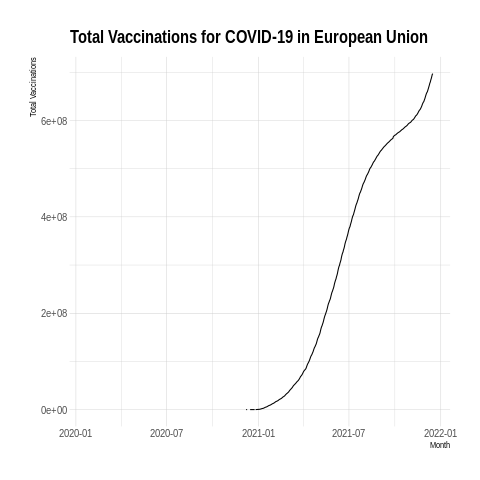 Total Vaccinations for COVID-19 in European Union
Total Vaccinations
6e+08
4e+08
2e+08
0e+00
2020-01 2020-07 2021-01 2021-07 2022-01
Month